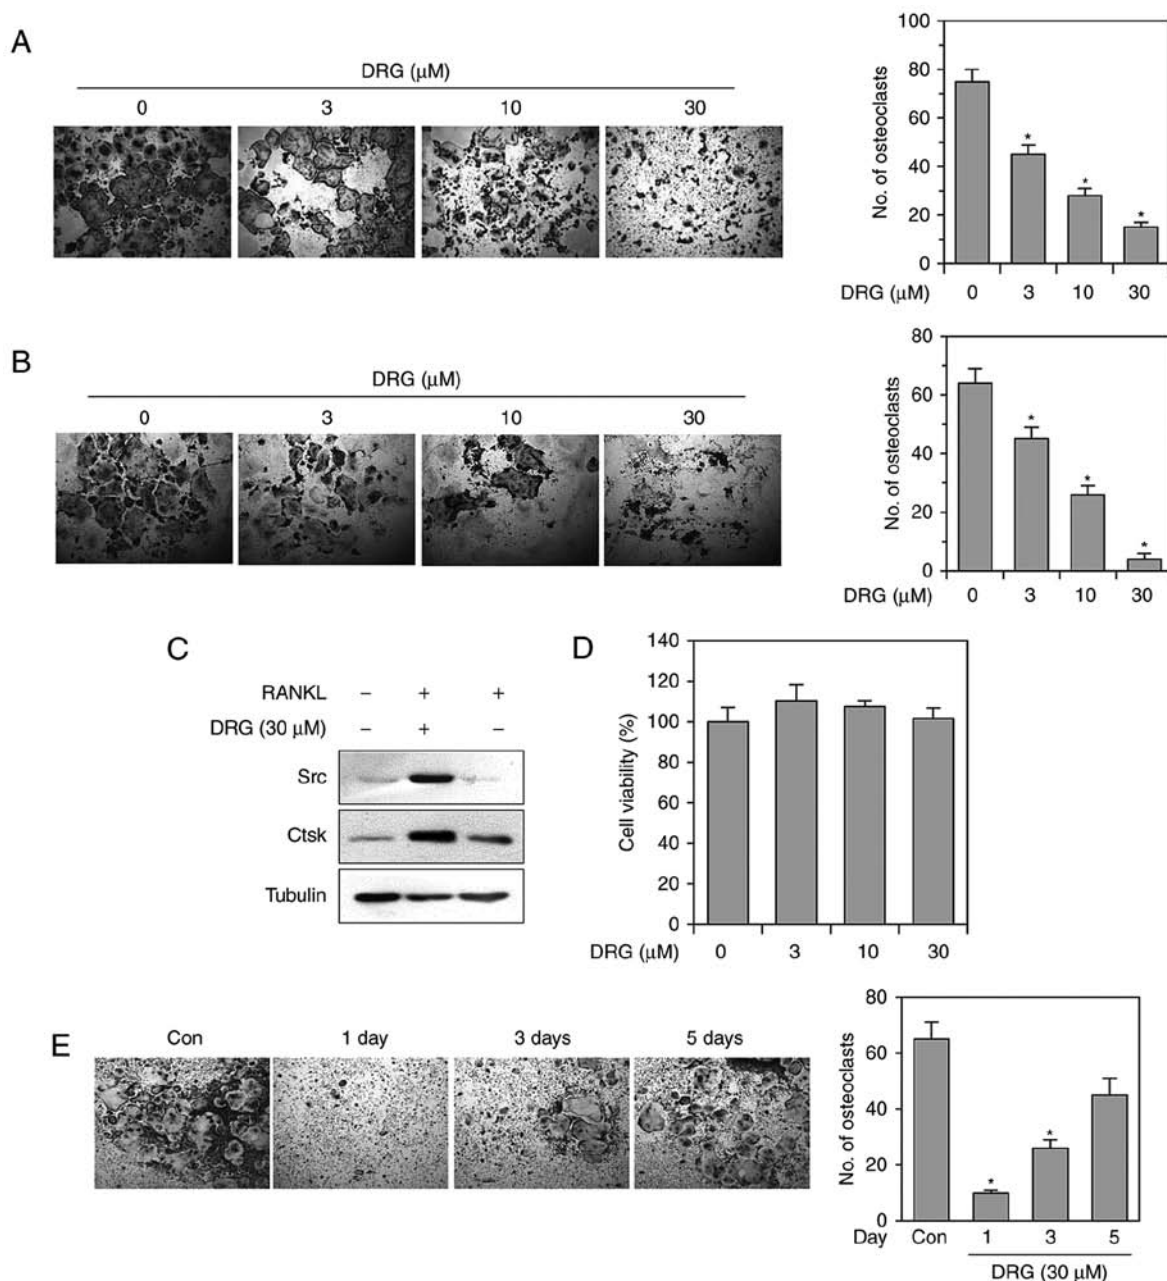 A
DRG (μM)
0 3 10 30
No. of osteoclasts
100
80
60
40
20
0
* * *
DRG (μM) 0 3 10 30
B
DRG (μM)
0 3 10 30
No. of osteoclasts
80
60
40
20
0
* * *
DRG (μM) 0 3 10 30
C
RANKL – + +
DRG (30 μM) – + –
Src
Ctsk
Tubulin
D
Cell viability (%)
140
120
100
80
60
40
20
0
DRG (μM) 0 3 10 30
E
Con 1 day 3 days 5 days
No. of osteoclasts
80
60
40
20
0
* *
Day Con 1 3 5
DRG (30 μM)